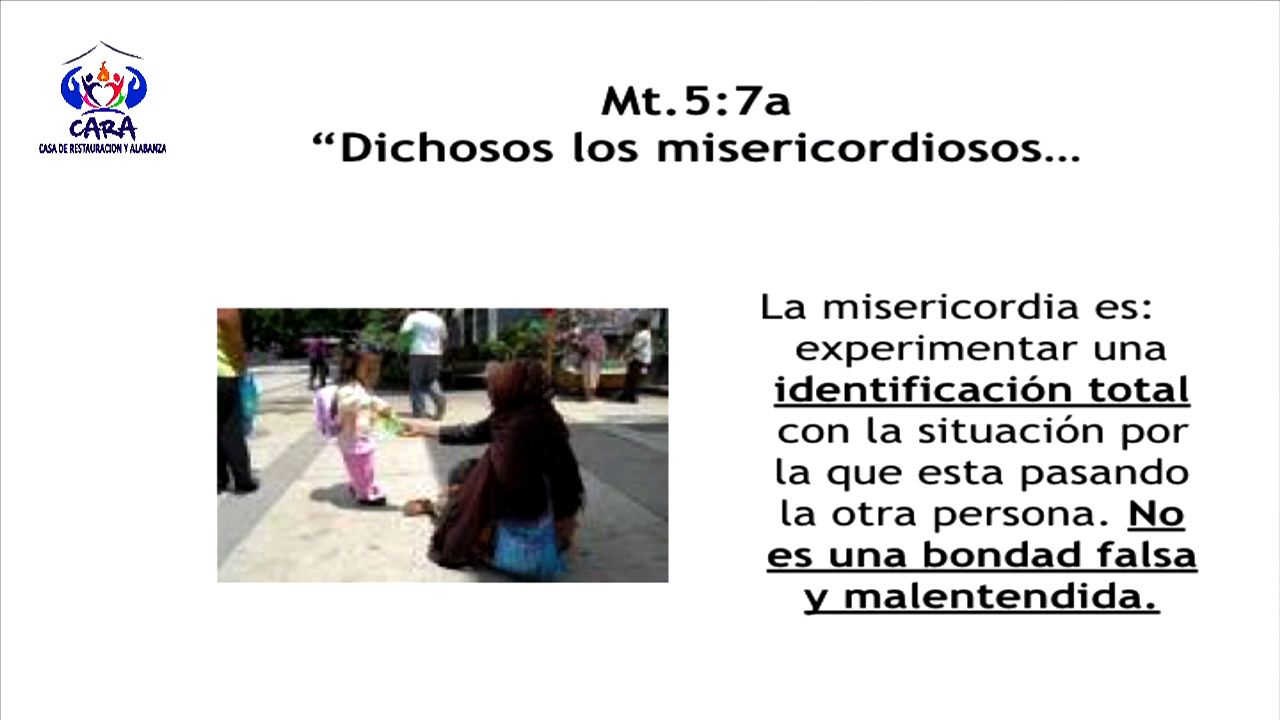 CARA
CASA DE RESTAURACION Y ALABANZA
Mt.5:7a
“Dichosos los misericordiosos…
La misericordia es:
experimentar una
identificación total
con la situación por
la que esta pasando
la otra persona. No
es una bondad falsa
y malentendida.